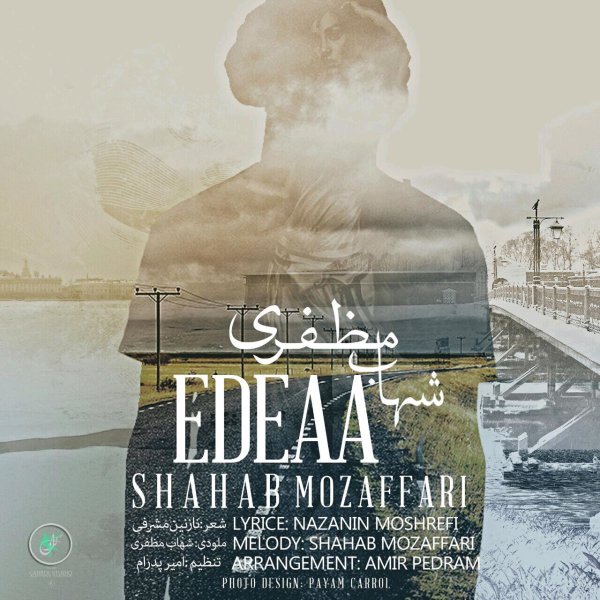 شهاب مظفری
EDEAA
SHAHAB MOZAFFARI
شعر: نازنین مشرفی LYRICE: NAZANIN MOSHREFI
ملودی: شهاب مظفری MELODY: SHAHAB MOZAFFARI
تنظیم: امیر پدرام ARRANGEMENT: AMIR PEDRAM
PHOTO DESIGN: PAYAM CARROL